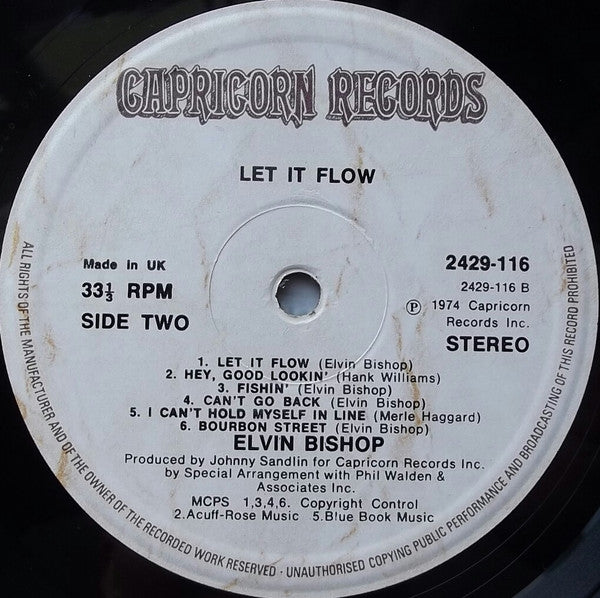 CAPRICORN RECORDS
LET IT FLOW
Made in UK
33⅓ RPM
SIDE TWO
2429-116
2429-116 B
Ⓟ 1974 Capricorn
Records Inc.
STEREO
1. LET IT FLOW (Elvin Bishop)
2. HEY, GOOD LOOKIN' (Hank Williams)
3. FISHIN' (Elvin Bishop)
4. CAN'T GO BACK (Elvin Bishop)
5. I CAN'T HOLD MYSELF IN LINE (Merle Haggard)
6. BOURBON STREET (Elvin Bishop)
ELVIN BISHOP
Produced by Johnny Sandlin for Capricorn Records Inc.
by Special Arrangement with Phil Walden &
Associates Inc.
MCPS 1,3,4,6. Copyright Control
2.Acuff-Rose Music 5.Blue Book Music
ALL RIGHTS OF THE MANUFACTURER AND OF THE OWNER OF THE RECORDED WORK RESERVED · UNAUTHORISED COPYING PUBLIC PERFORMANCE AND BROADCASTING OF THIS RECORD PROHIBITED